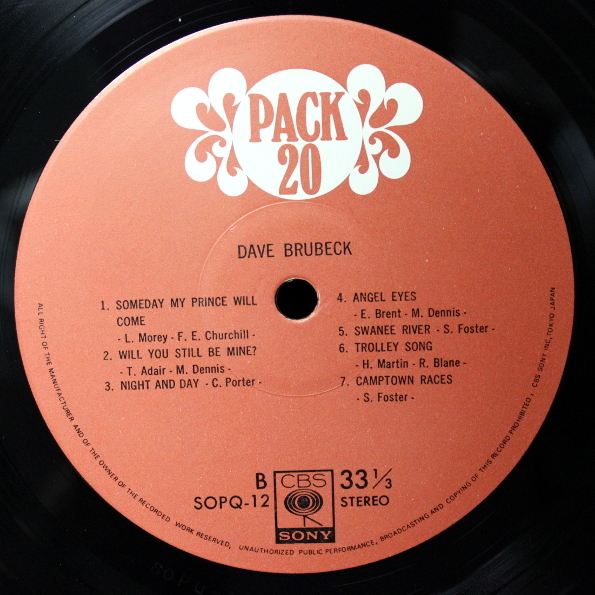 PACK
20
DAVE BRUBECK
1. SOMEDAY MY PRINCE WILL
COME
- L. Morey - F. E. Churchill -
2. WILL YOU STILL BE MINE?
- T. Adair - M. Dennis -
3. NIGHT AND DAY - C. Porter -
4. ANGEL EYES
- E. Brent - M. Dennis -
5. SWANEE RIVER - S. Foster -
6. TROLLEY SONG
- H. Martin - R. Blane -
7. CAMPTOWN RACES
- S. Foster -
B
SOPQ-12
CBS
SONY
33 1/3
STEREO
ALL RIGHT OF THE MANUFACTURER AND OF THE OWNER OF THE RECORDED WORK RESERVED, UNAUTHORIZED PUBLIC PERFORMANCE, BROADCASTING AND COPYING OF THIS RECORD PROHIBITED, CBS SONY INC, TOKYO JAPAN